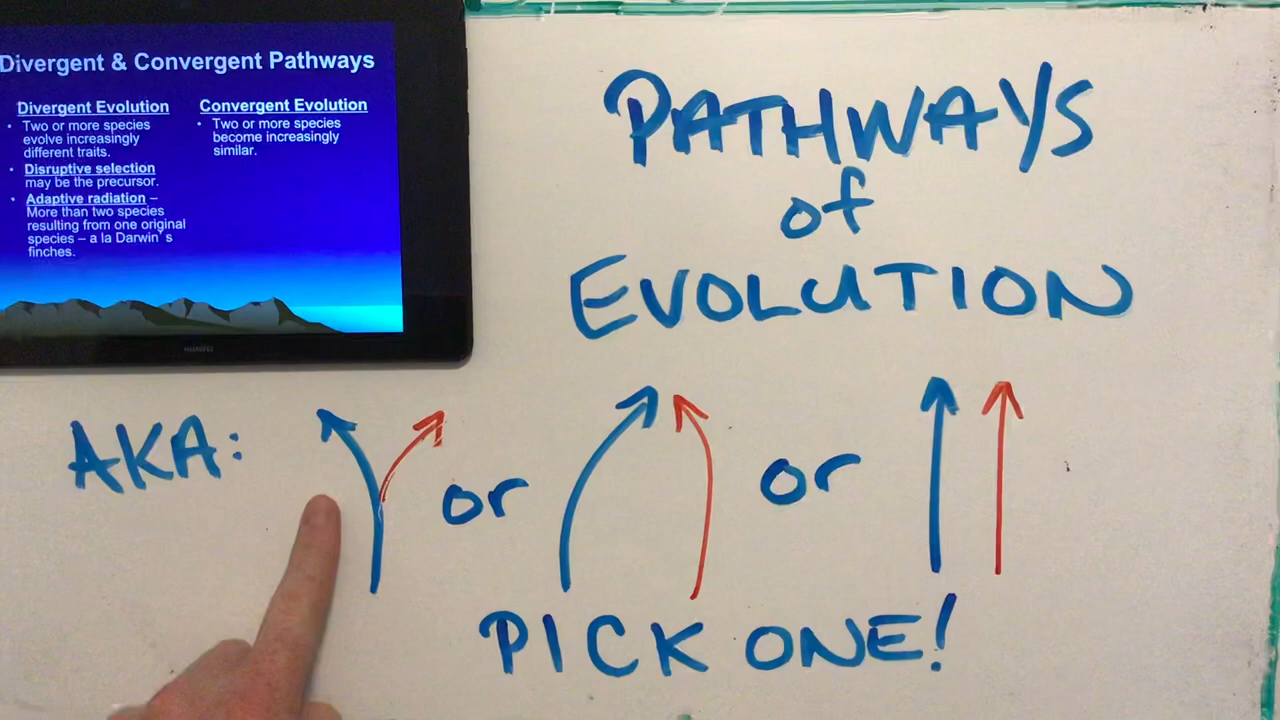 Divergent & Convergent Pathways
Divergent Evolution
• Two or more species
evolve increasingly
different traits.
• Disruptive selection
may be the precursor.
• Adaptive radiation –
More than two species
resulting from one original
species – a la Darwin's
finches.
Convergent Evolution
• Two or more species
become increasingly
similar.
HUAWEI
PATHWAYS
of
EVOLUTION
AKA: or or
PICK ONE!